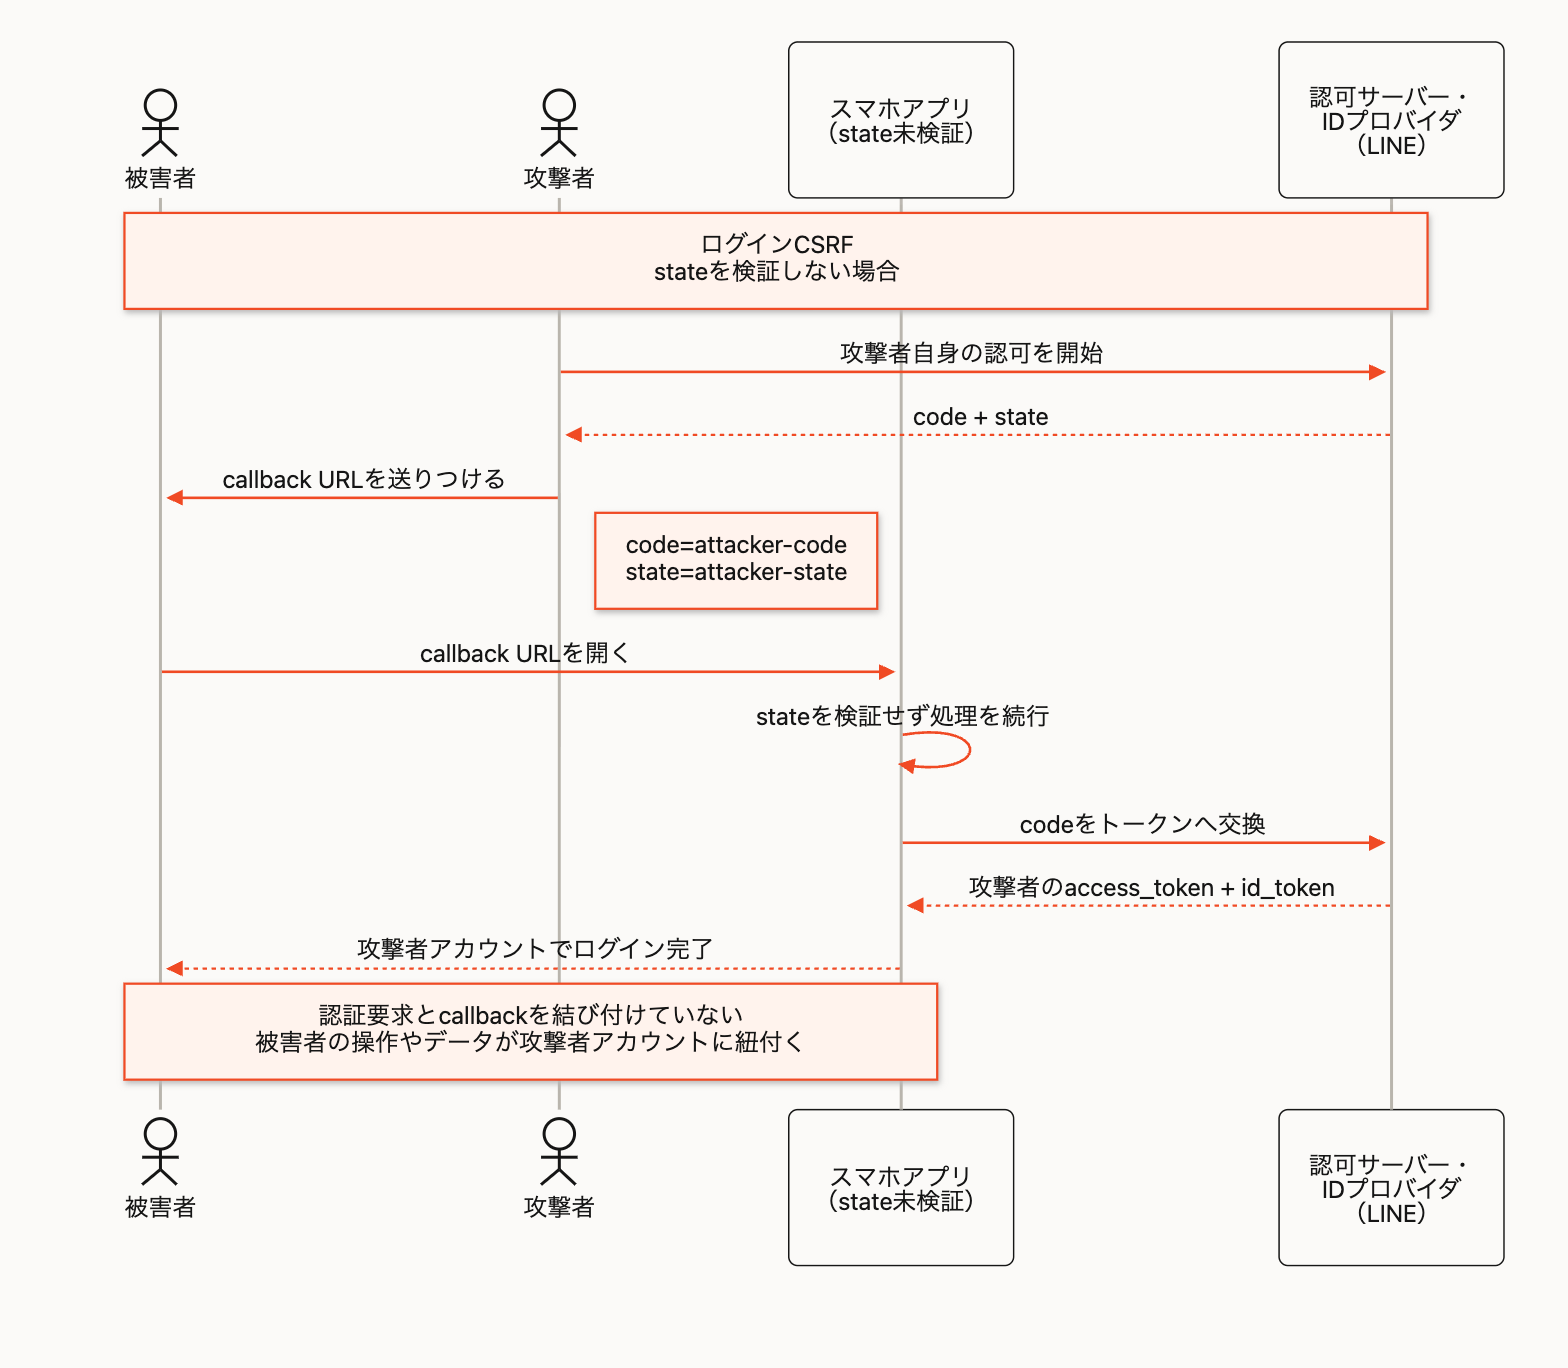 被害者
攻撃者
スマホアプリ
（state未検証）
認可サーバー・
IDプロバイダ
（LINE）
ログインCSRF
stateを検証しない場合
攻撃者自身の認可を開始
code + state
callback URLを送りつける
code=attacker-code
state=attacker-state
callback URLを開く
stateを検証せず処理を続行
codeをトークンへ交換
攻撃者のaccess_token + id_token
攻撃者アカウントでログイン完了
認証要求とcallbackを結び付けていない
被害者の操作やデータが攻撃者アカウントに紐付く
被害者
攻撃者
スマホアプリ
（state未検証）
認可サーバー・
IDプロバイダ
（LINE）